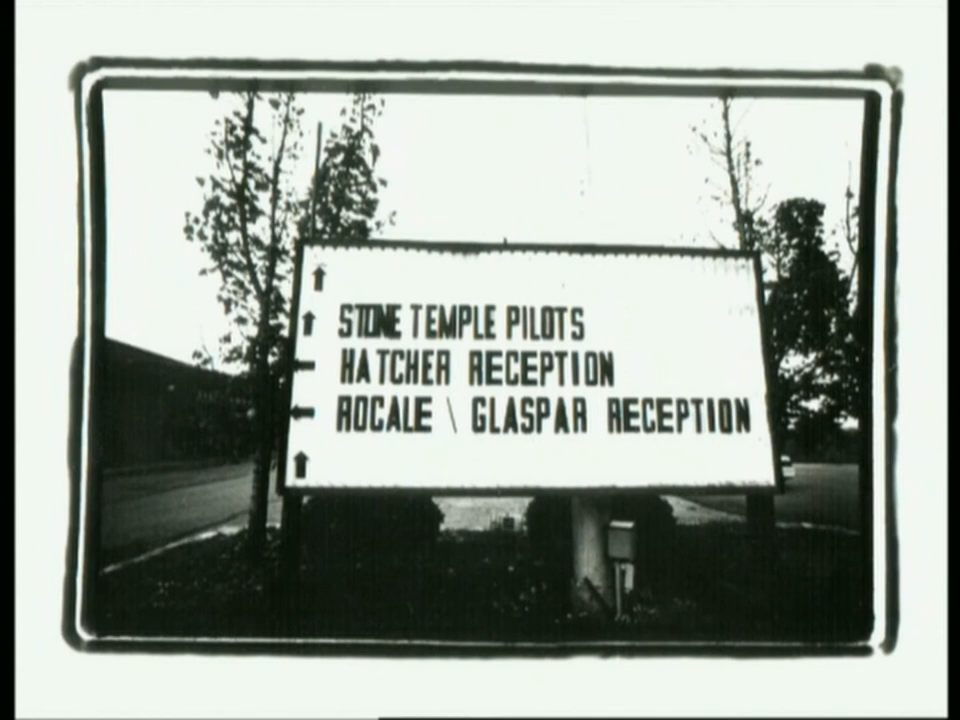 STONE TEMPLE PILOTS
HATCHER RECEPTION
ROCALE \ GLASPAR RECEPTION